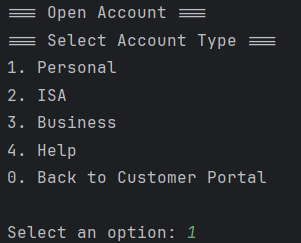 === Open Account ===
=== Select Account Type ===
1. Personal
2. ISA
3. Business
4. Help
0. Back to Customer Portal
Select an option: 1